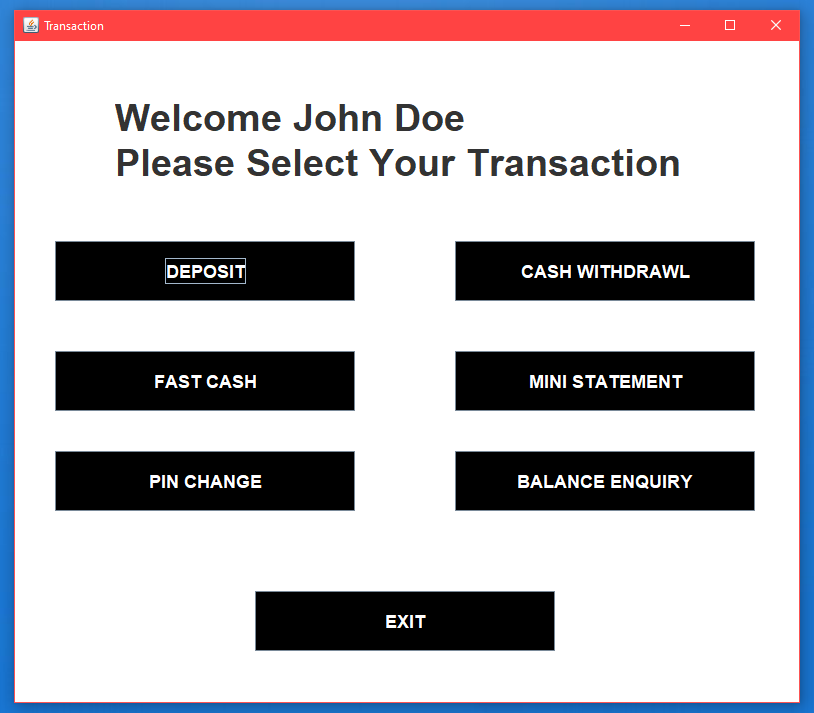 Transaction
Welcome John Doe
Please Select Your Transaction
DEPOSIT
CASH WITHDRAWL
FAST CASH
MINI STATEMENT
PIN CHANGE
BALANCE ENQUIRY
EXIT